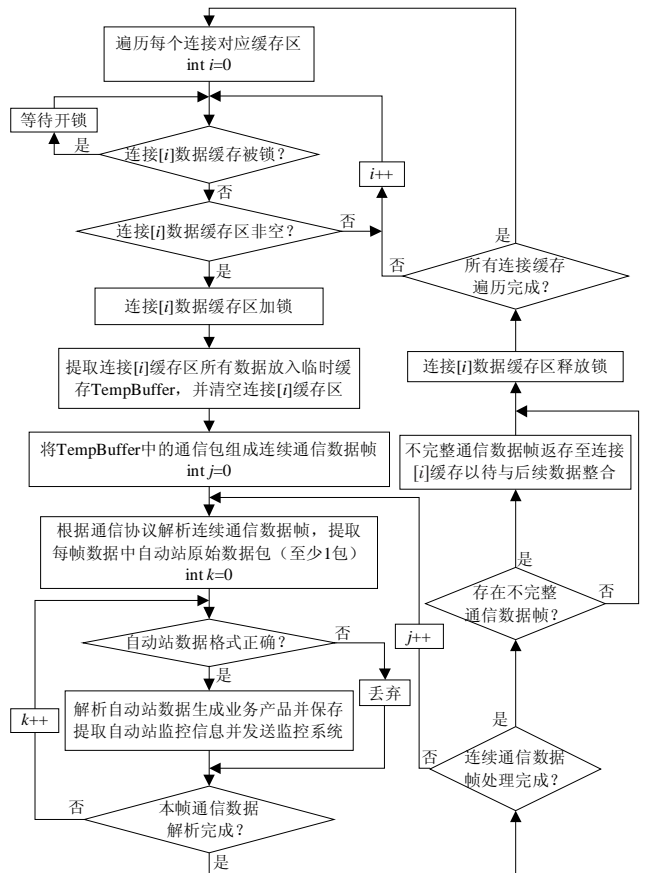 遍历每个连接对应缓存区
int i=0
等待开锁
是
连接[i]数据缓存被锁？
否
i++
连接[i]数据缓存区非空？
否
是
否
是
所有连接缓存
遍历完成？
连接[i]数据缓存区加锁
提取连接[i]缓存区所有数据放入临时缓
存TempBuffer，并清空连接[i]缓存区
连接[i]数据缓存区释放锁
将TempBuffer中的通信包组成连续通信数据帧
int j=0
不完整通信数据帧返存至连接
[i]缓存以待与后续数据整合
根据通信协议解析连续通信数据帧，提取
每帧数据中自动站原始数据包（至少1包）
int k=0
是
存在不完整
通信数据帧？
否
自动站数据格式正确？
否
j++
是
丢弃
k++
解析自动站数据生成业务产品并保存
提取自动站监控信息并发送监控系统
是
否
连续通信数据
帧处理完成？
否
本帧通信数据
解析完成？
是